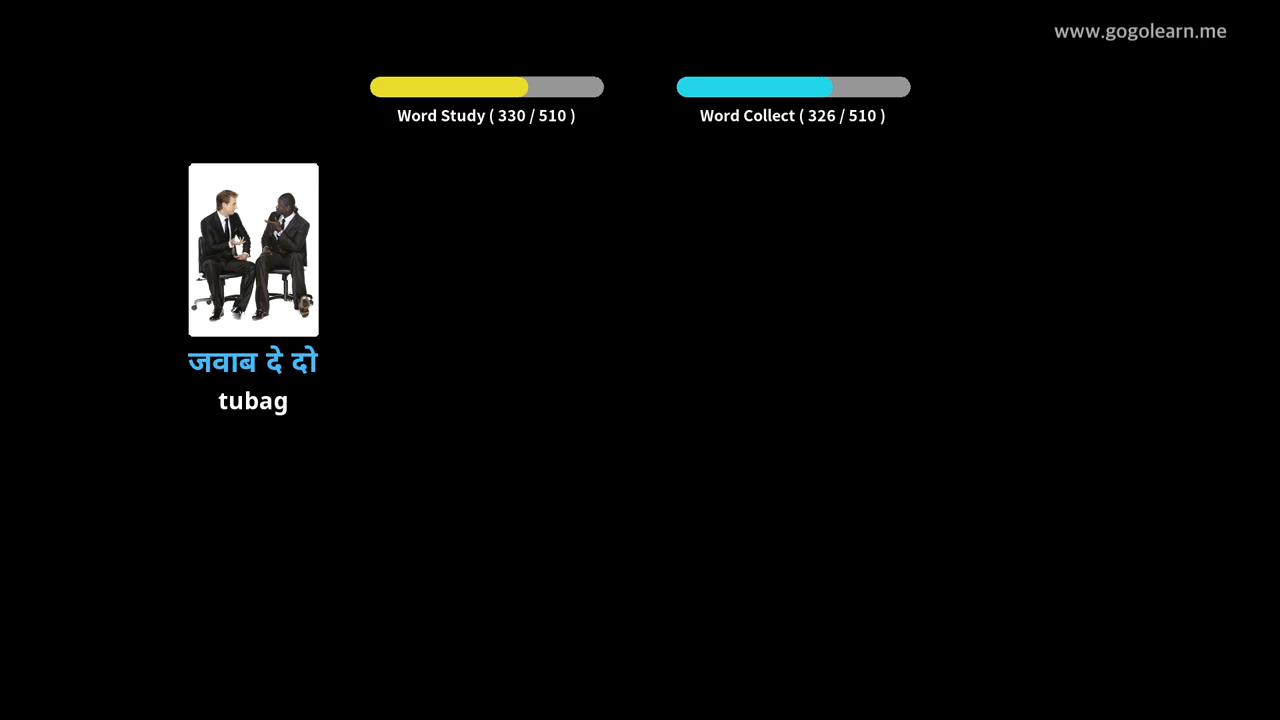 www.gogolearn.me
Word Study ( 330 / 510 )
Word Collect ( 326 / 510 )
जवाब दे दो
tubag